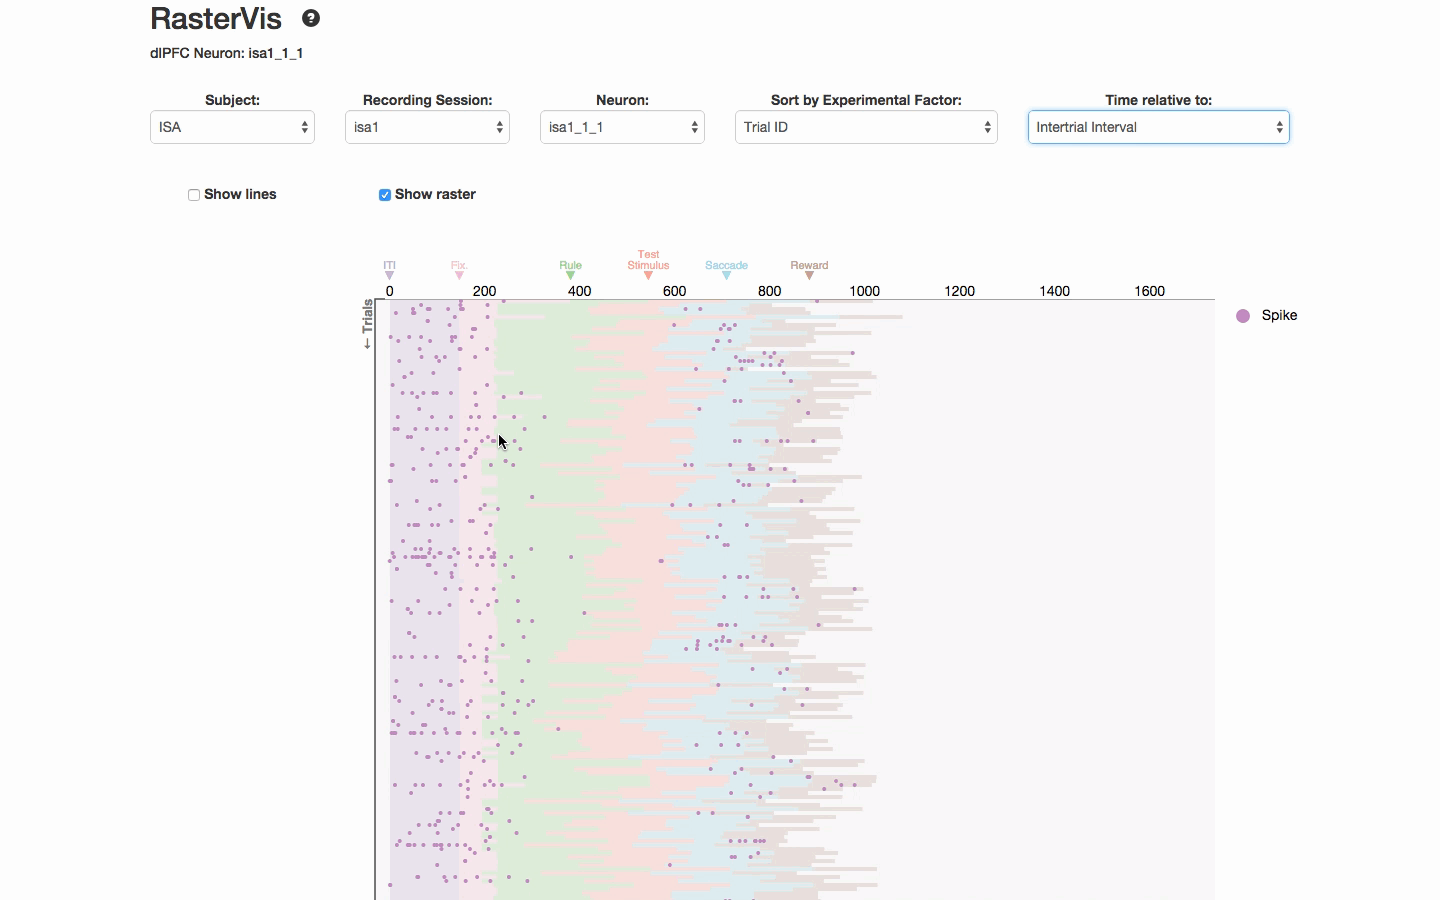 RasterVis ?
dlPFC Neuron: isa1_1_1
Subject: Recording Session: Neuron: Sort by Experimental Factor: Time relative to:
ISA isa1 isa1_1_1 Trial ID Intertrial Interval
Show lines Show raster
Test
ITI Fix. Rule Stimulus Saccade Reward
0 200 400 600 800 1000 1200 1400 1600
← Trials
Spike